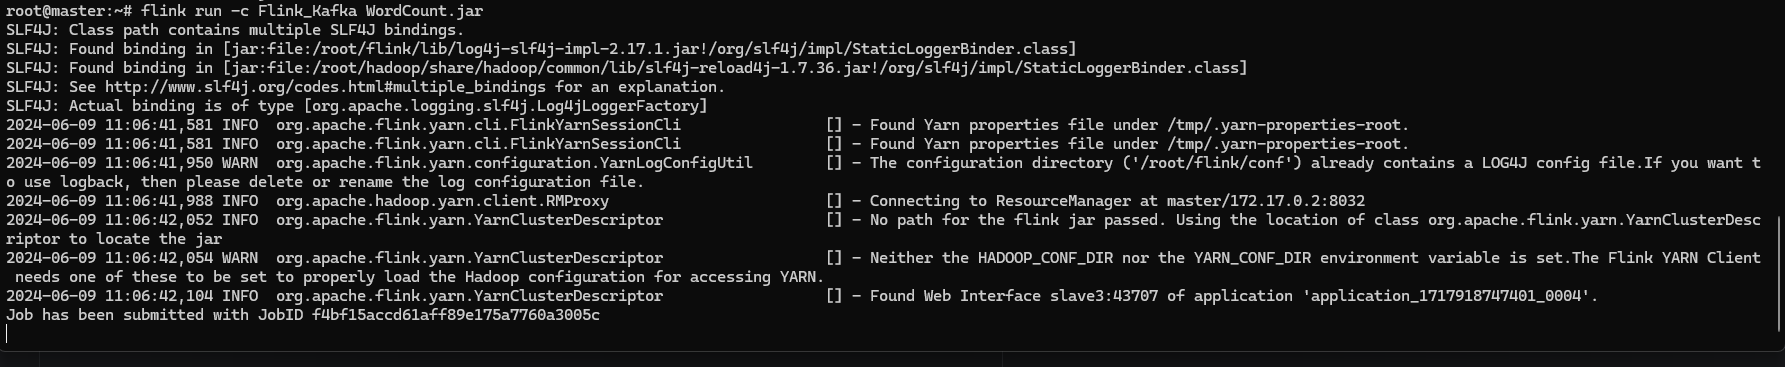 root@master:~# flink run -c Flink_Kafka WordCount.jar
SLF4J: Class path contains multiple SLF4J bindings.
SLF4J: Found binding in [jar:file:/root/flink/lib/log4j-slf4j-impl-2.17.1.jar!/org/slf4j/impl/StaticLoggerBinder.class]
SLF4J: Found binding in [jar:file:/root/hadoop/share/hadoop/common/lib/slf4j-reload4j-1.7.36.jar!/org/slf4j/impl/StaticLoggerBinder.class]
SLF4J: See http://www.slf4j.org/codes.html#multiple_bindings for an explanation.
SLF4J: Actual binding is of type [org.apache.logging.slf4j.Log4jLoggerFactory]
2024-06-09 11:06:41,581 INFO  org.apache.flink.yarn.cli.FlinkYarnSessionCli                [] - Found Yarn properties file under /tmp/.yarn-properties-root.
2024-06-09 11:06:41,581 INFO  org.apache.flink.yarn.cli.FlinkYarnSessionCli                [] - Found Yarn properties file under /tmp/.yarn-properties-root.
2024-06-09 11:06:41,950 WARN  org.apache.flink.yarn.configuration.YarnLogConfigUtil        [] - The configuration directory ('/root/flink/conf') already contains a LOG4J config file.If you want t
o use logback, then please delete or rename the log configuration file.
2024-06-09 11:06:41,988 INFO  org.apache.hadoop.yarn.client.RMProxy                        [] - Connecting to ResourceManager at master/172.17.0.2:8032
2024-06-09 11:06:42,052 INFO  org.apache.flink.yarn.YarnClusterDescriptor                  [] - No path for the flink jar passed. Using the location of class org.apache.flink.yarn.YarnClusterDesc
riptor to locate the jar
2024-06-09 11:06:42,054 WARN  org.apache.flink.yarn.YarnClusterDescriptor                  [] - Neither the HADOOP_CONF_DIR nor the YARN_CONF_DIR environment variable is set.The Flink YARN Client
 needs one of these to be set to properly load the Hadoop configuration for accessing YARN.
2024-06-09 11:06:42,104 INFO  org.apache.flink.yarn.YarnClusterDescriptor                  [] - Found Web Interface slave3:43707 of application 'application_1717918747401_0004'.
Job has been submitted with JobID f4bf15accd61aff89e175a7760a3005c